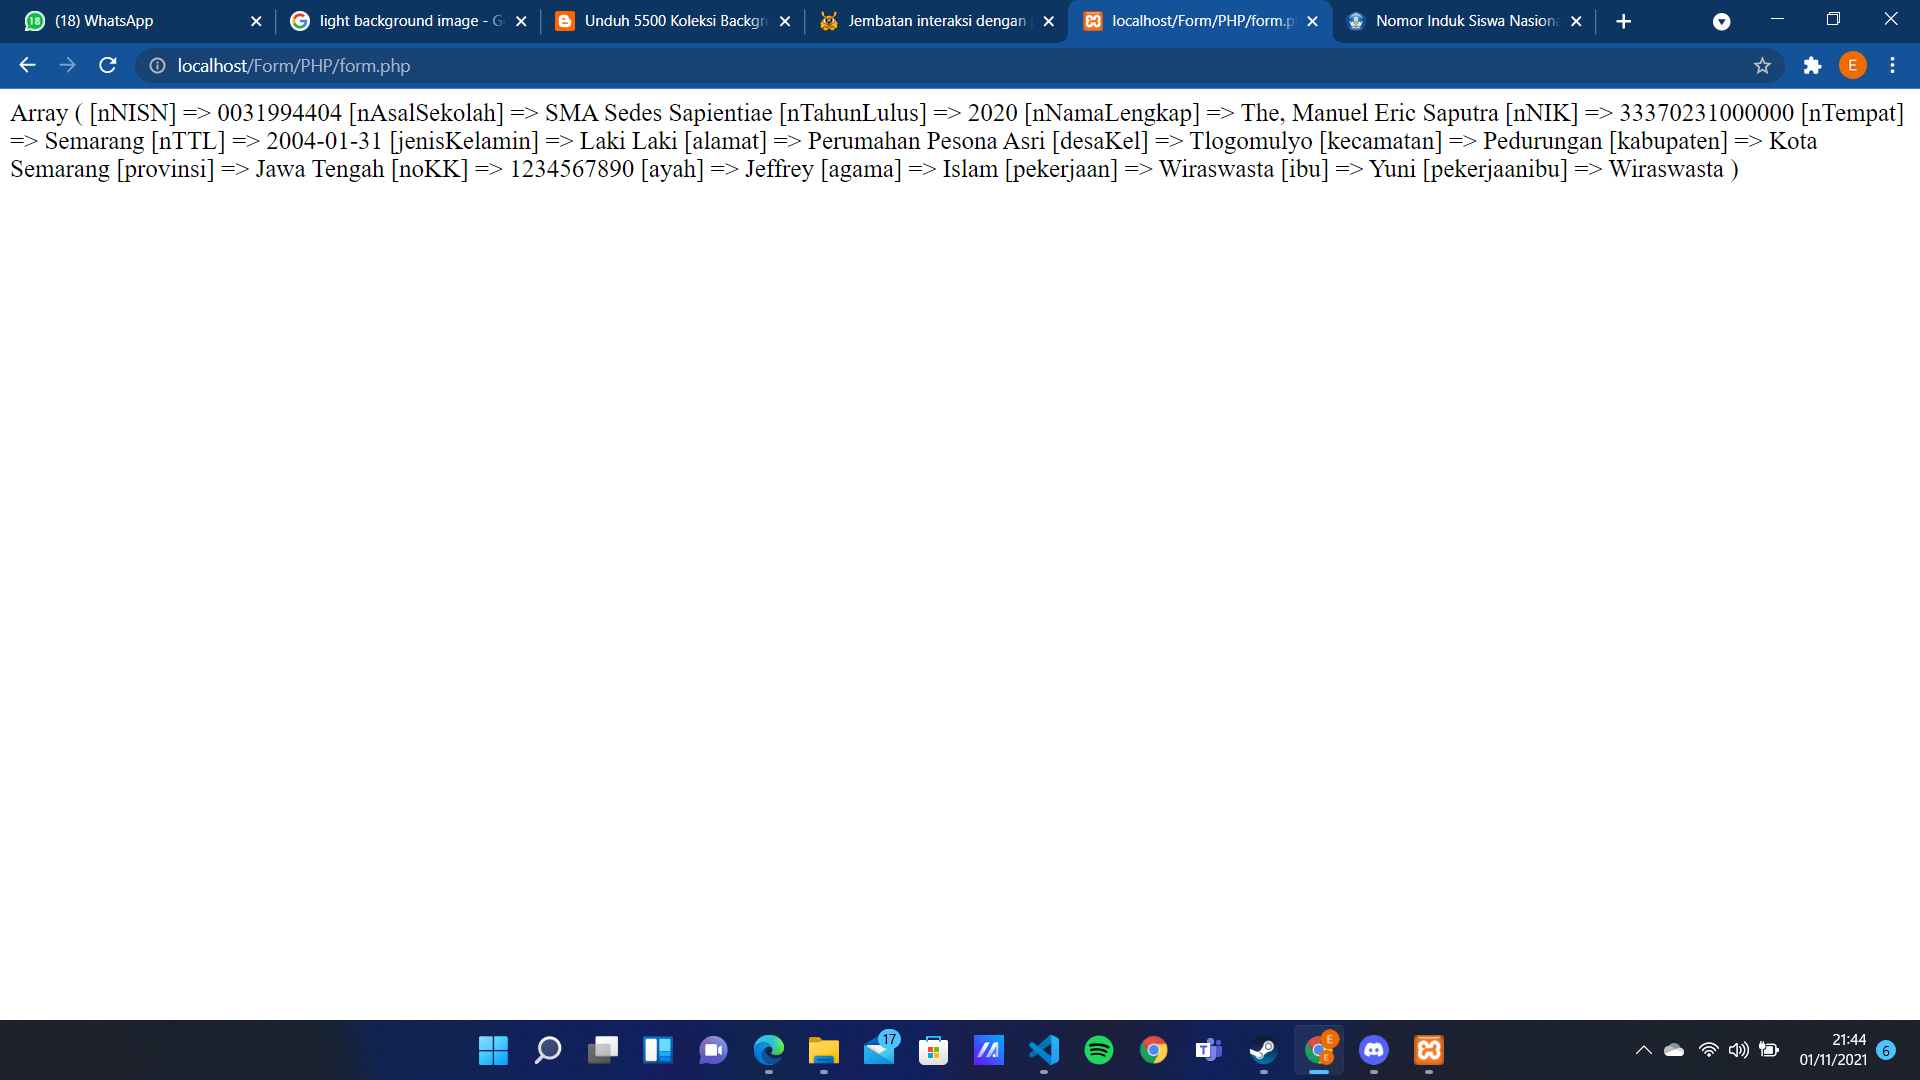 (18) WhatsApp
light background image - G
Unduh 5500 Koleksi Backgr
Jembatan interaksi dengan
localhost/Form/PHP/form.p
Nomor Induk Siswa Nasiona
localhost/Form/PHP/form.php
E
Array ( [nNISN] => 0031994404 [nAsalSekolah] => SMA Sedes Sapientiae [nTahunLulus] => 2020 [nNamaLengkap] => The, Manuel Eric Saputra [nNIK] => 33370231000000 [nTempat]
=> Semarang [nTTL] => 2004-01-31 [jenisKelamin] => Laki Laki [alamat] => Perumahan Pesona Asri [desaKel] => Tlogomulyo [kecamatan] => Pedurungan [kabupaten] => Kota
Semarang [provinsi] => Jawa Tengah [noKK] => 1234567890 [ayah] => Jeffrey [agama] => Islam [pekerjaan] => Wiraswasta [ibu] => Yuni [pekerjaanibu] => Wiraswasta )
17
21:44
01/11/2021
6